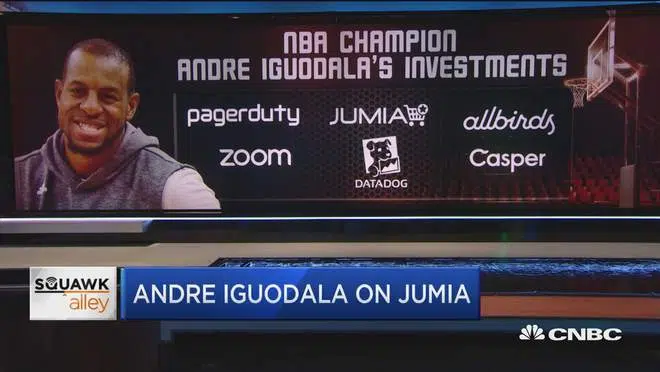 NBA CHAMPION
ANDRE IGUODALA'S INVESTMENTS
pagerduty JUMIA allbirds
zoom DATADOG Casper
SQUAWK
alley
ANDRE IGUODALA ON JUMIA
CNBC